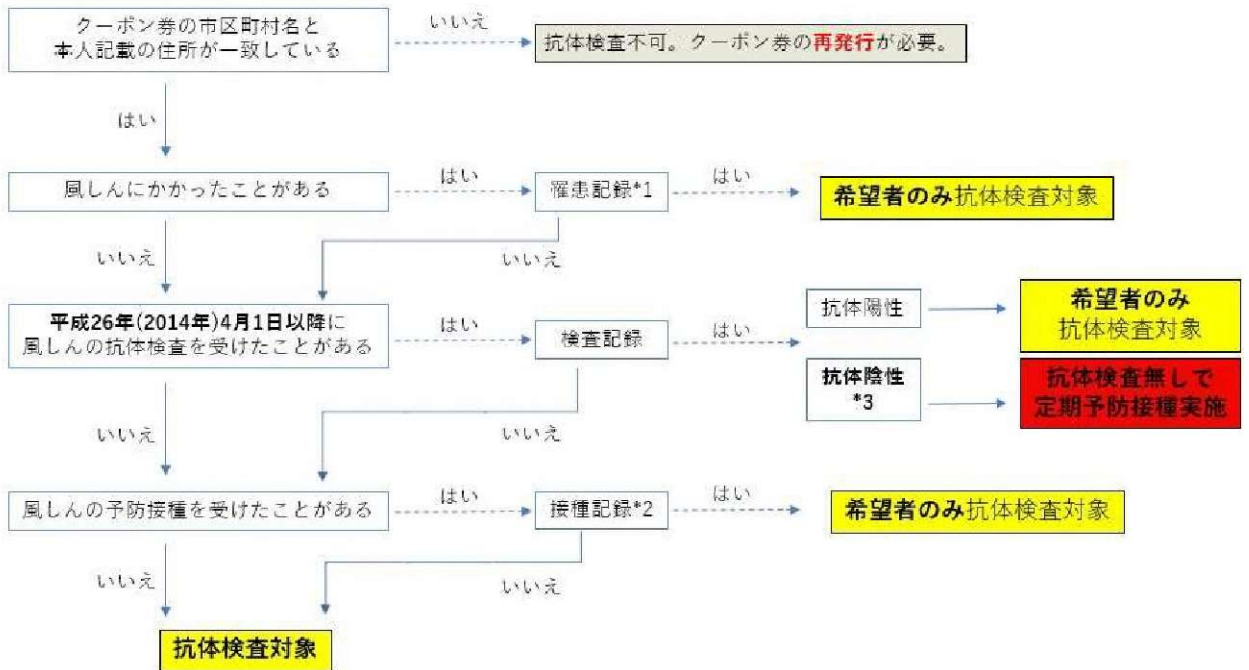 クーポン券の市区町村名と
本人記載の住所が一致している
いいえ
抗体検査不可。クーポン券の再発行が必要。
はい
風しんにかかったことがある
はい
罹患記録*1
はい
希望者のみ抗体検査対象
いいえ
いいえ
平成26年(2014年)4月1日以降に
風しんの抗体検査を受けたことがある
はい
検査記録
はい
抗体陽性
希望者のみ
抗体検査対象
抗体陰性
*3
抗体検査無しで
定期予防接種実施
いいえ
いいえ
風しんの予防接種を受けたことがある
はい
接種記録*2
はい
希望者のみ抗体検査対象
いいえ
いいえ
抗体検査対象